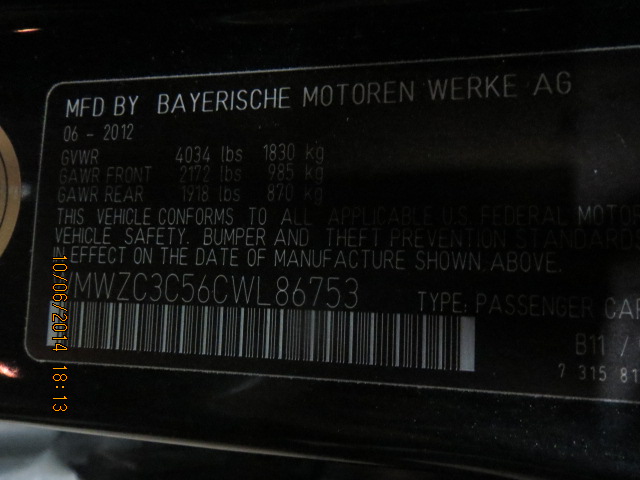 MFD BY BAYERISCHE MOTOREN WERKE AG
06 - 2012
GVWR 4034 lbs 1830 kg
GAWR FRONT 2172 lbs 985 kg
GAWR REAR 1918 lbs 870 kg
THIS VEHICLE CONFORMS TO ALL APPLICABLE U.S. FEDERAL MOTOR
VEHICLE SAFETY. BUMPER AND THEFT PREVENTION STANDARDS
IN EFFECT ON THE DATE OF MANUFACTURE SHOWN. ABOVE.
WMWZC3C56CWL86753 TYPE: PASSENGER CAR
B11 /
7 315 81
10/06/2014 18:13